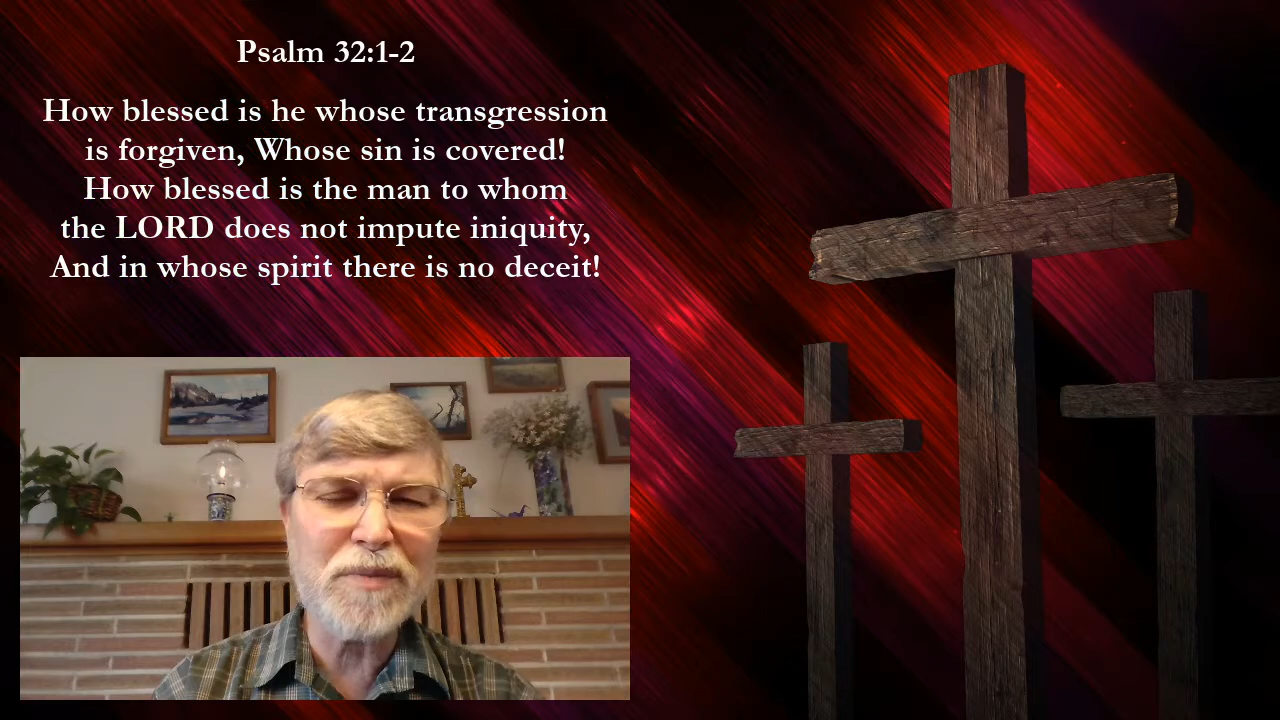 Psalm 32:1-2
How blessed is he whose transgression
is forgiven, Whose sin is covered!
How blessed is the man to whom
the LORD does not impute iniquity,
And in whose spirit there is no deceit!